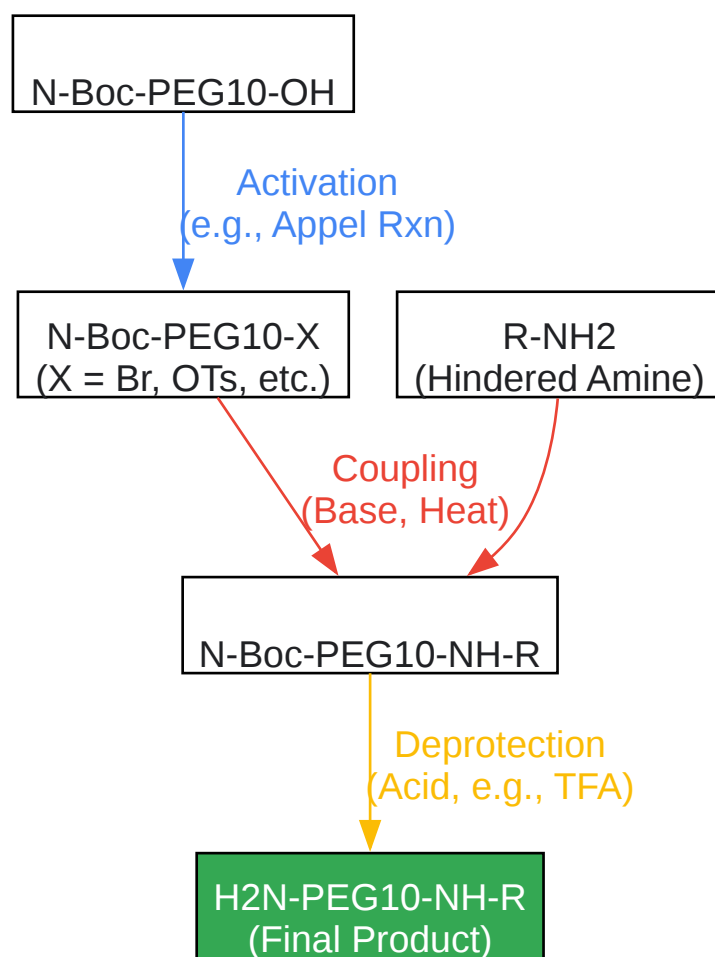 N-Boc-PEG10-OH
Activation
(e.g., Appel Rxn)
N-Boc-PEG10-X
(X = Br, OTs, etc.)
R-NH2
(Hindered Amine)
Coupling
(Base, Heat)
N-Boc-PEG10-NH-R
Deprotection
(Acid, e.g., TFA)
H2N-PEG10-NH-R
(Final Product)